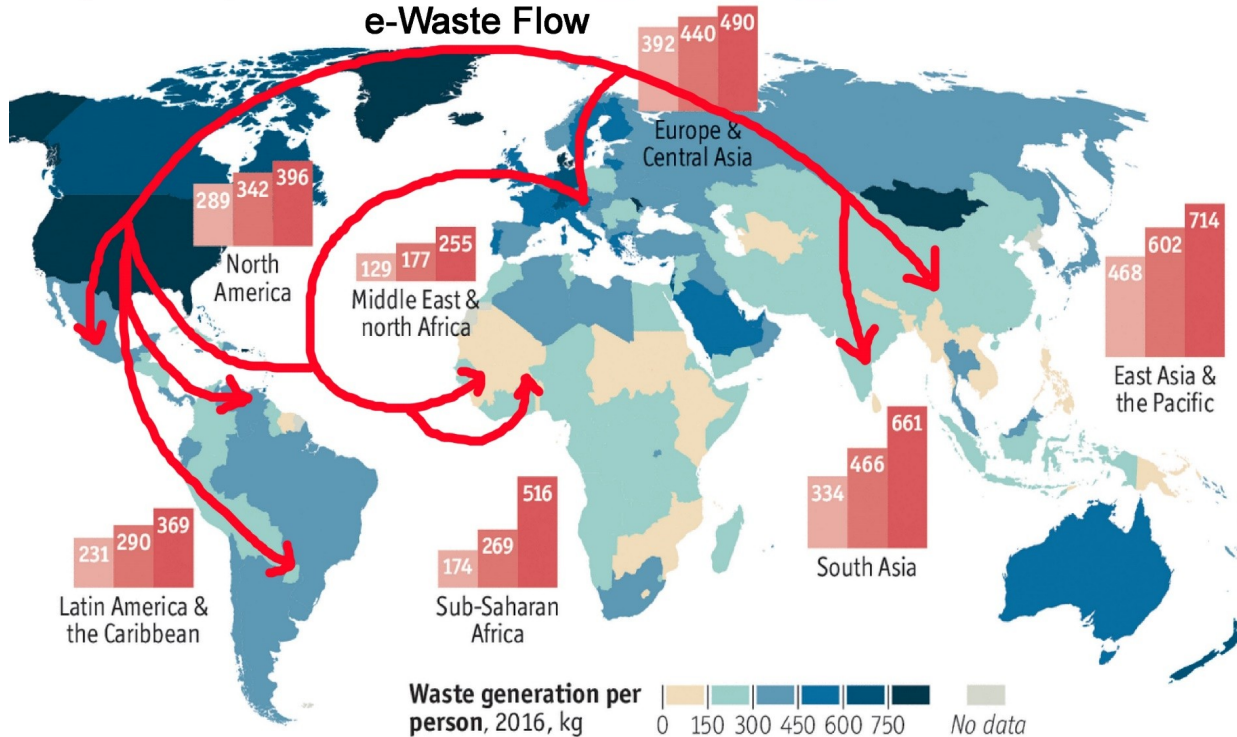 e-Waste Flow
392 440 490
Europe &
Central Asia
289 342 396
North
America
129 177 255
Middle East &
north Africa
468 602 714
East Asia &
the Pacific
334 466 661
South Asia
174 269 516
Sub-Saharan
Africa
231 290 369
Latin America &
the Caribbean
Waste generation per
person, 2016, kg
0 150 300 450 600 750
No data